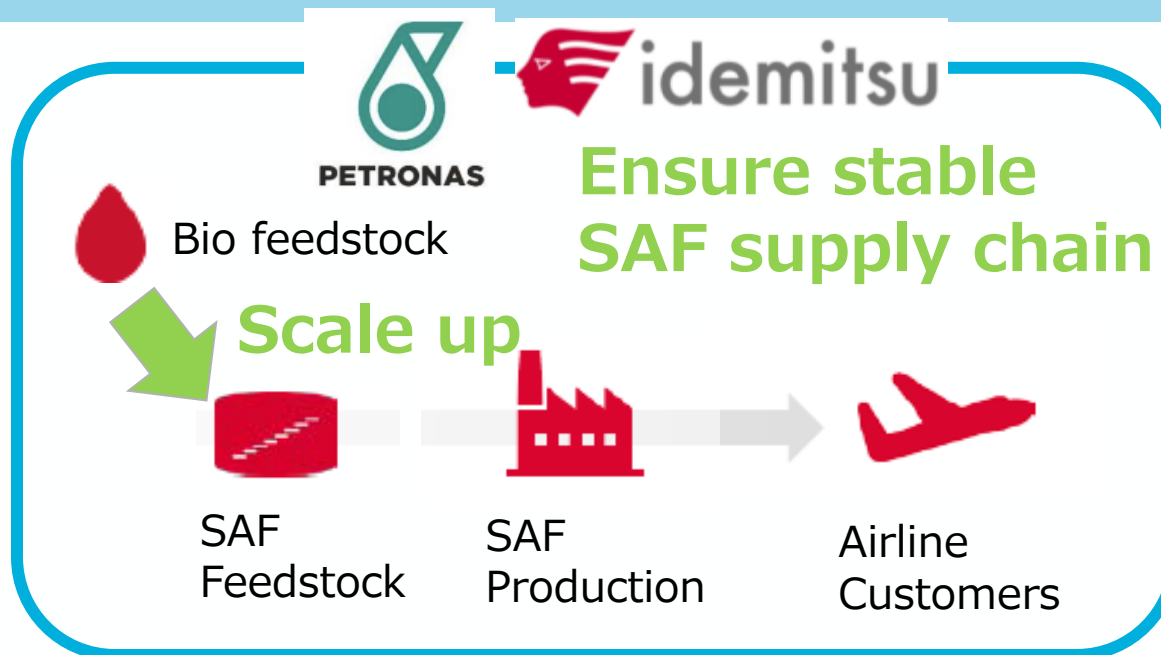 PETRONAS
idemitsu
Ensure stable
SAF supply chain
Bio feedstock
Scale up
SAF
Feedstock
SAF
Production
Airline
Customers